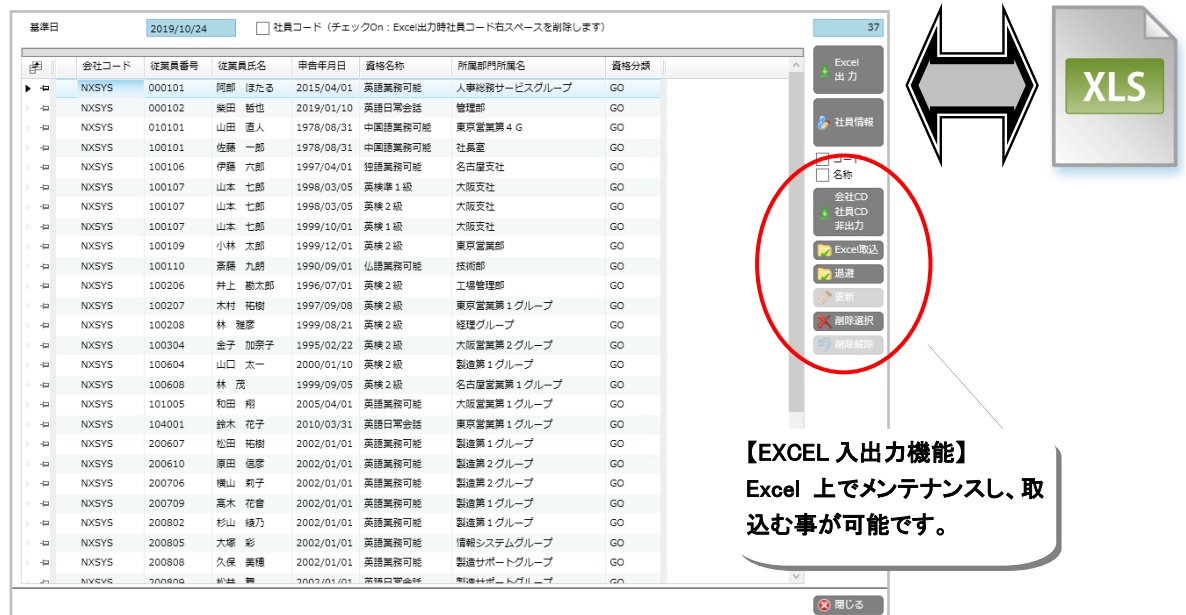 基準日 2019/10/24 社員コード（チェックOn：Excel出力時社員コード右スペースを削除します） 37
会社コード 従業員番号 従業員氏名 申告年月日 資格名称 所属部門所属名 資格分類
NXSYS 000101 阿部 ほたる 2015/04/01 英語業務可能 人事総務サービスグループ GO
NXSYS 000102 柴田 哲也 2019/01/10 英語日常会話 管理部 GO
NXSYS 010101 山田 直人 1978/08/31 中国語業務可能 東京営業第４Ｇ GO
NXSYS 100101 佐藤 一郎 1978/08/31 中国語業務可能 社長室 GO
NXSYS 100106 伊藤 六郎 1997/04/01 独語業務可能 名古屋支社 GO
NXSYS 100107 山本 七郎 1998/03/05 英検準１級 大阪支社 GO
NXSYS 100107 山本 七郎 1998/03/05 英検２級 大阪支社 GO
NXSYS 100107 山本 七郎 1999/10/01 英検１級 大阪支社 GO
NXSYS 100109 小林 太郎 1999/12/01 英検２級 東京営業部 GO
NXSYS 100110 斎藤 九朗 1990/09/01 仏語業務可能 技術部 GO
NXSYS 100206 井上 勘太郎 1996/07/01 英検２級 工場管理部 GO
NXSYS 100207 木村 祐樹 1997/09/08 英検２級 東京営業第１グループ GO
NXSYS 100208 林 雅彦 1999/08/21 英検２級 経理グループ GO
NXSYS 100304 金子 加奈子 1995/02/22 英検２級 大阪営業第２グループ GO
NXSYS 100604 山口 太一 2000/01/10 英検２級 製造第１グループ GO
NXSYS 100608 林 茂 1999/09/05 英検２級 名古屋営業第１グループ GO
NXSYS 101005 和田 翔 2005/04/01 英語業務可能 大阪営業第１グループ GO
NXSYS 104001 鈴木 花子 2010/03/31 英語日常会話 東京営業第１グループ GO
NXSYS 200607 松田 祐樹 2002/01/01 英語業務可能 製造第１グループ GO
NXSYS 200610 原田 信彦 2002/01/01 英語業務可能 製造第２グループ GO
NXSYS 200706 横山 莉子 2002/01/01 英語業務可能 製造第２グループ GO
NXSYS 200709 高木 花音 2002/01/01 英語業務可能 製造第１グループ GO
NXSYS 200802 杉山 綾乃 2002/01/01 英語業務可能 製造第１グループ GO
NXSYS 200805 大塚 彩 2002/01/01 英語業務可能 情報システムグループ GO
NXSYS 200808 久保 美穂 2002/01/01 英語業務可能 製造サポートグループ GO
NXSYS 200809 松井 舞 2002/01/01 英語日常会話 製造サポートグループ GO
Excel
出 力
社員情報
コード
名称
会社CD
社員CD
非出力
Excel取込
退避
更新
削除選択
削除解除
閉じる
XLS
【EXCEL 入出力機能】
Excel 上でメンテナンスし、取
込む事が可能です。